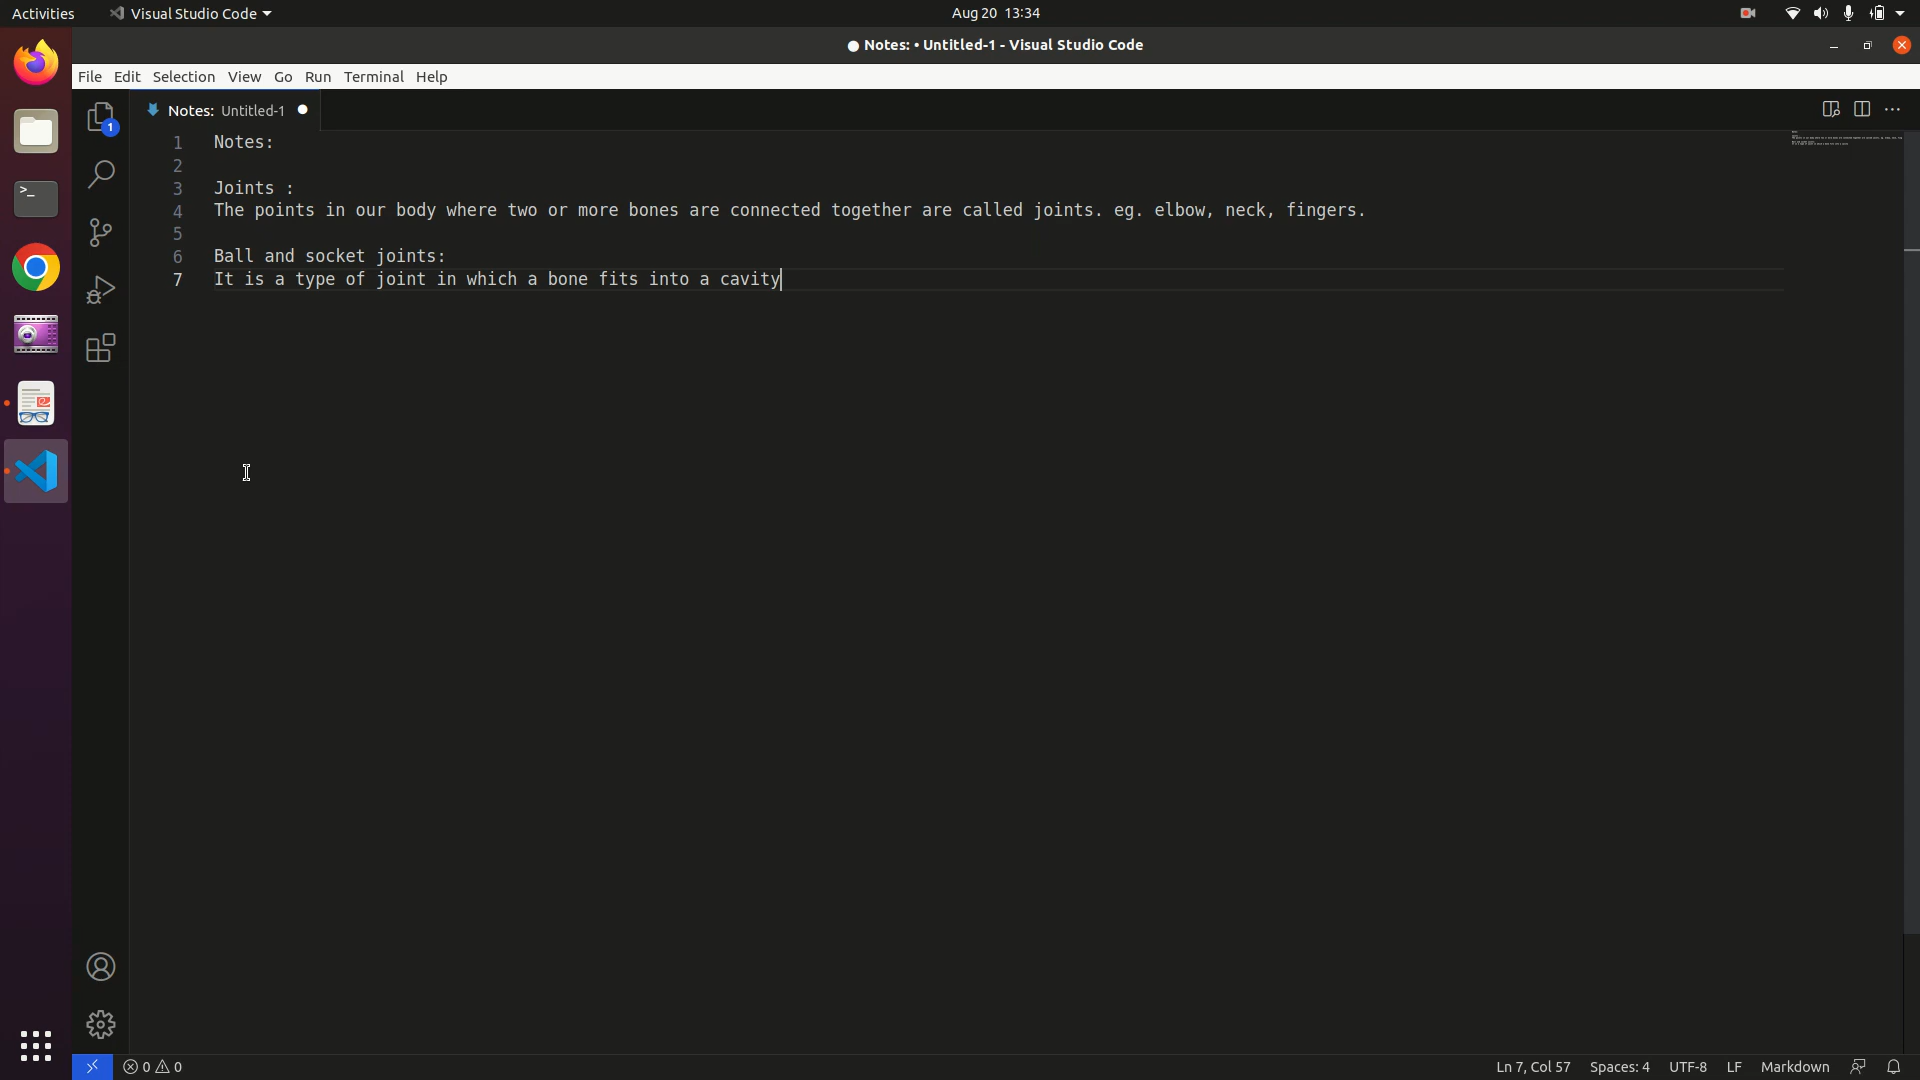 Activities Visual Studio Code Aug 20 13:34
Notes: • Untitled-1 - Visual Studio Code
File Edit Selection View Go Run Terminal Help
Notes: Untitled-1
1 Notes:
2
3 Joints :
4 The points in our body where two or more bones are connected together are called joints. eg. elbow, neck, fingers.
5
6 Ball and socket joints:
7 It is a type of joint in which a bone fits into a cavity
1
0 0 Ln 7, Col 57 Spaces: 4 UTF-8 LF Markdown